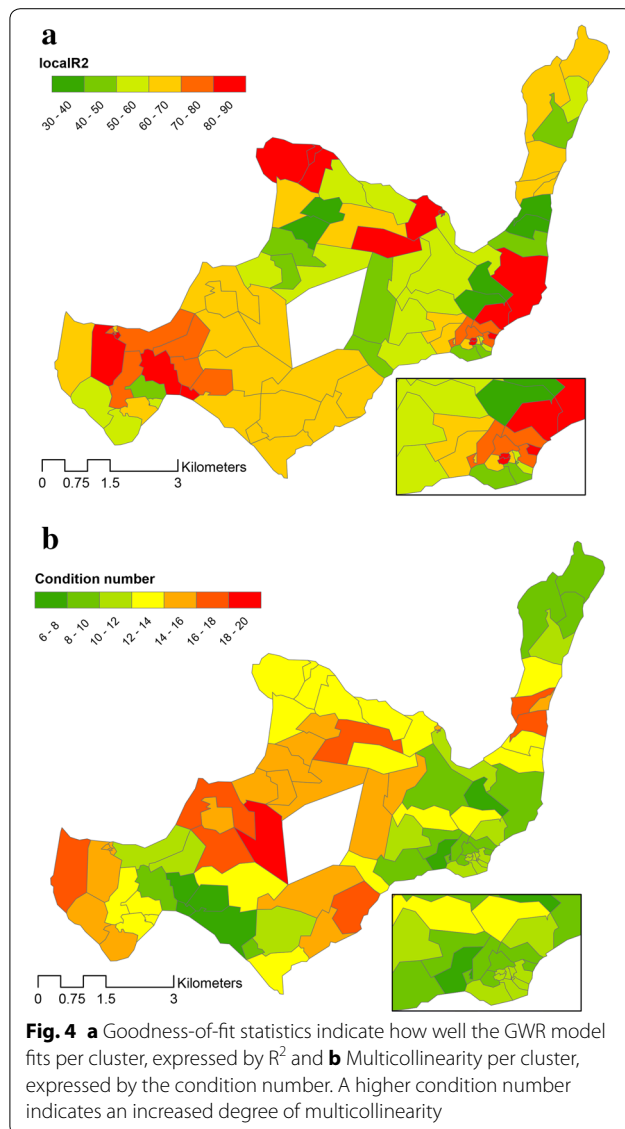 a
localR2
30 - 40 40 - 50 50 - 60 60 - 70 70 - 80 80 - 90
0 0.75 1.5 3 Kilometers
b
Condition number
6 - 8 8 - 10 10 - 12 12 - 14 14 - 16 16 - 18 18 - 20
0 0.75 1.5 3 Kilometers
Fig. 4 a Goodness-of-fit statistics indicate how well the GWR model
fits per cluster, expressed by R² and b Multicollinearity per cluster,
expressed by the condition number. A higher condition number
indicates an increased degree of multicollinearity